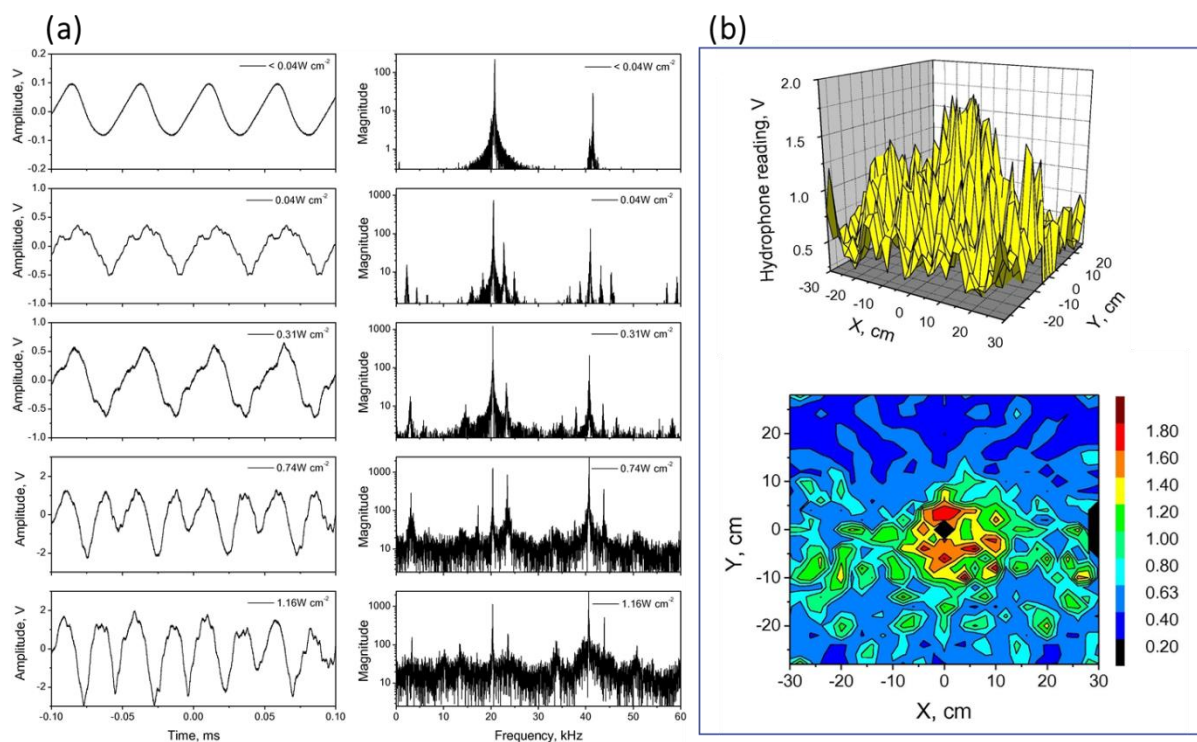 (a)
Amplitude, V
0.2
0.1
0.0
-0.1
-0.2
< 0.04W cm-2
Magnitude
100
10
1
< 0.04W cm-2
Amplitude, V
1.0
0.5
0.0
-0.5
-1.0
0.04W cm-2
Magnitude
1000
100
10
0.04W cm-2
Amplitude, V
1.0
0.5
0.0
-0.5
-1.0
0.31W cm-2
Magnitude
1000
100
10
0.31W cm-2
Amplitude, V
2
0
-2
0.74W cm-2
Magnitude
1000
100
10
0.74W cm-2
Amplitude, V
2
0
-2
1.16W cm-2
-0.10 -0.05 0.00 0.05 0.10
Time, ms
Magnitude
1000
100
10
1.16W cm-2
0 10 20 30 40 50 60
Frequency, kHz
(b)
Hydrophone reading, V
2.0
1.5
1.0
0.5
-30 -20 -10 0 10 20 30
X, cm
20
10
0
-10
-20
Y, cm
Y, cm
20
10
0
-10
-20
-30 -20 -10 0 10 20 30
X, cm
1.80
1.60
1.40
1.20
1.00
0.80
0.63
0.40
0.20